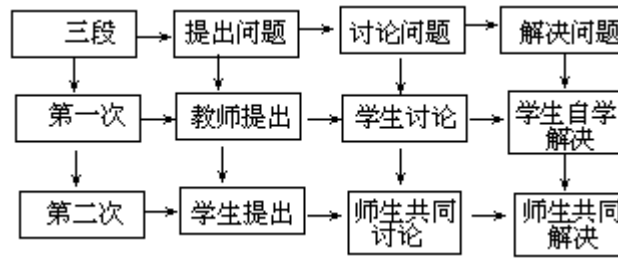 三段
提出问题
讨论问题
解决问题
第一次
教师提出
学生讨论
学生自学
解决
第二次
学生提出
师生共同
讨论
师生共同
解决